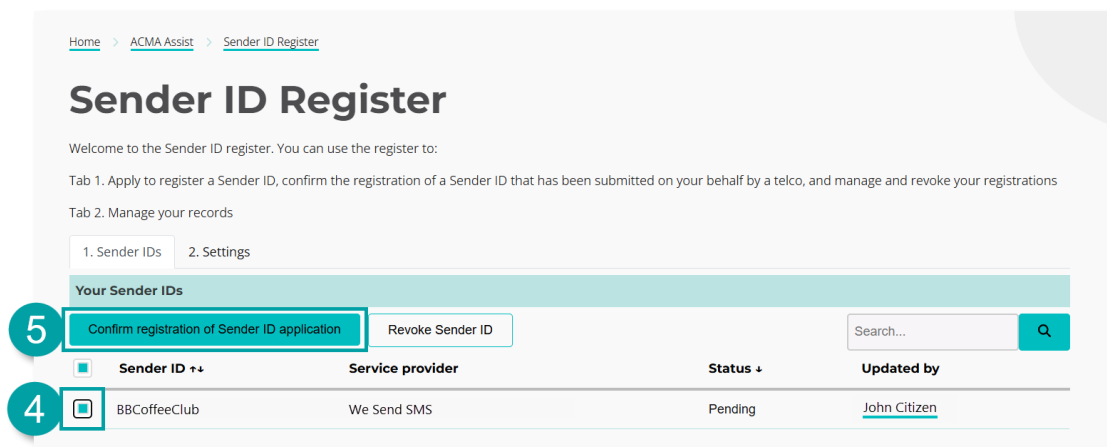 Home > ACMA Assist > Sender ID Register
Sender ID Register
Welcome to the Sender ID register. You can use the register to:
Tab 1. Apply to register a Sender ID, confirm the registration of a Sender ID that has been submitted on your behalf by a telco, and manage and revoke your registrations
Tab 2. Manage your records
1. Sender IDs 2. Settings
Your Sender IDs
5 Confirm registration of Sender ID application Revoke Sender ID Search...
Sender ID ↑↓ Service provider Status ↓ Updated by
4 BBCoffeeClub We Send SMS Pending John Citizen